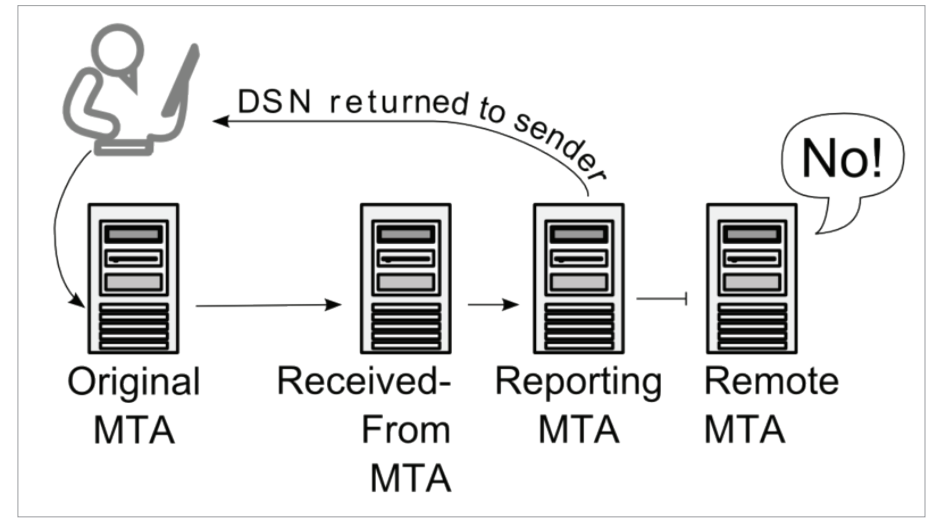 DSN returned to sender
No!
Original
MTA
Received-
From
MTA
Reporting
MTA
Remote
MTA